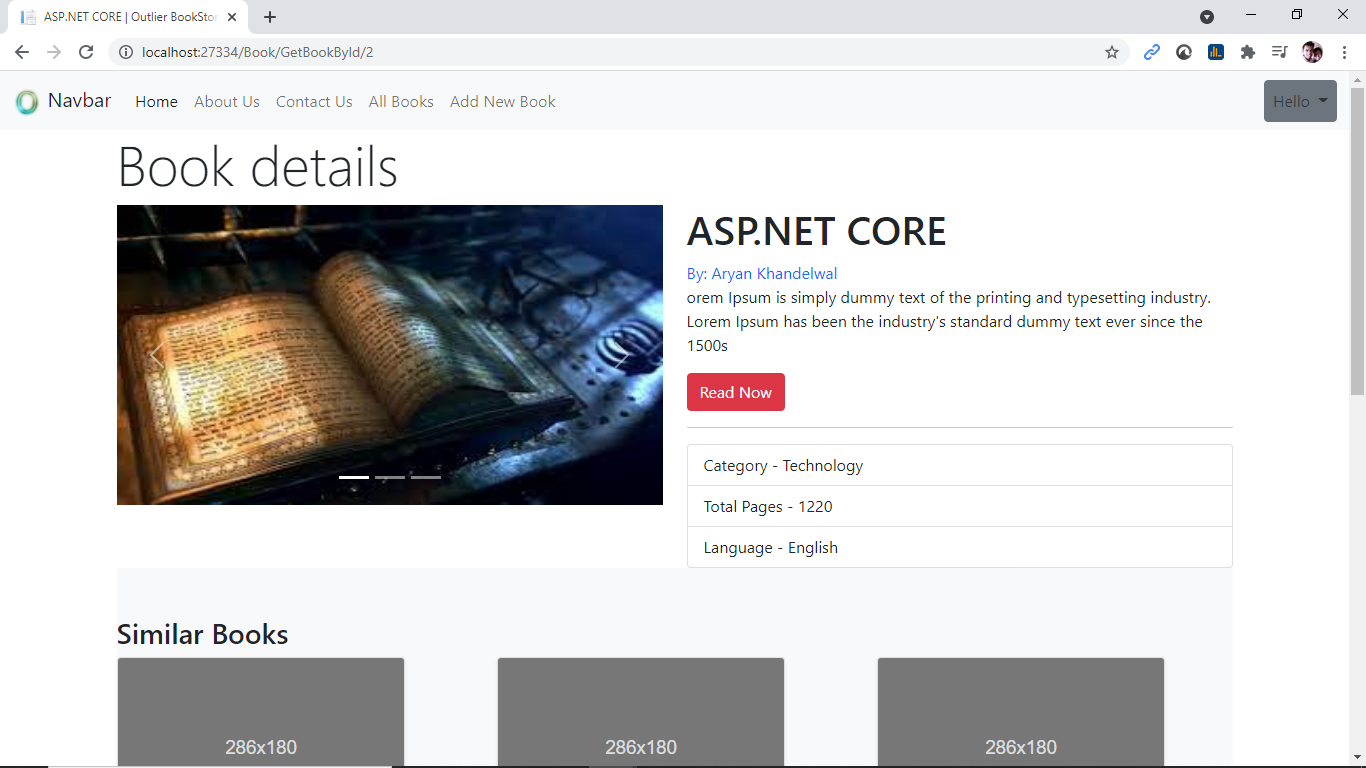 ASP.NET CORE | Outlier BookStor
localhost:27334/Book/GetBookById/2
Navbar Home About Us Contact Us All Books Add New Book Hello
Book details
ASP.NET CORE
By: Aryan Khandelwal
orem Ipsum is simply dummy text of the printing and typesetting industry.
Lorem Ipsum has been the industry's standard dummy text ever since the
1500s
Read Now
Category - Technology
Total Pages - 1220
Language - English
Similar Books
286x180 286x180 286x180